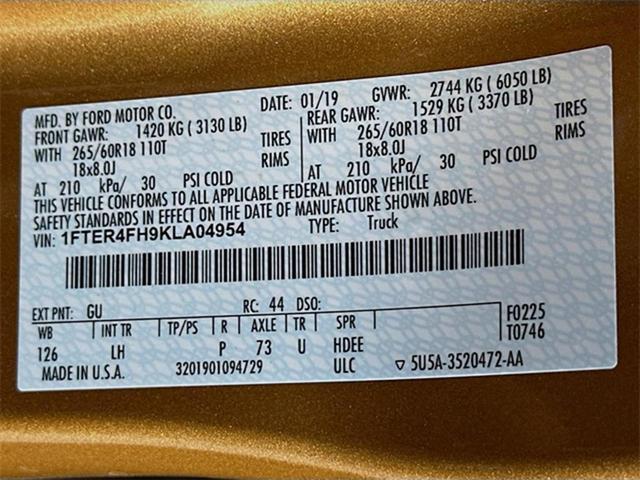 MFD. BY FORD MOTOR CO. DATE: 01/19 GVWR: 2744 KG ( 6050 LB)
FRONT GAWR: 1420 KG ( 3130 LB) REAR GAWR: 1529 KG ( 3370 LB)
WITH 265/60R18 110T TIRES WITH 265/60R18 110T TIRES
18x8.0J RIMS 18x8.0J RIMS
AT 210 kPa/ 30 PSI COLD AT 210 kPa/ 30 PSI COLD
THIS VEHICLE CONFORMS TO ALL APPLICABLE FEDERAL MOTOR VEHICLE
SAFETY STANDARDS IN EFFECT ON THE DATE OF MANUFACTURE SHOWN ABOVE.
VIN: 1FTER4FH9KLA04954 TYPE: Truck
EXT PNT: GU RC: 44 DSO:
WB INT TR TP/PS R AXLE TR SPR F0225
126 LH P 73 U HDEE T0746
MADE IN U.S.A. 3201901094729 ULC ▽ 5U5A-3520472-AA